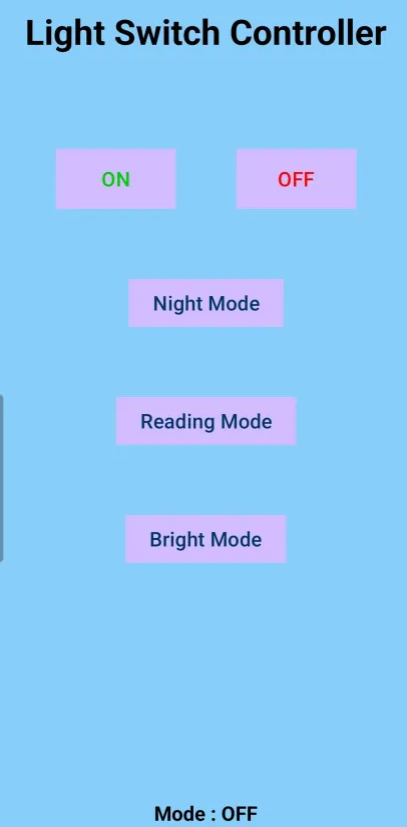 Light Switch Controller
ON OFF
Night Mode
Reading Mode
Bright Mode
Mode : OFF